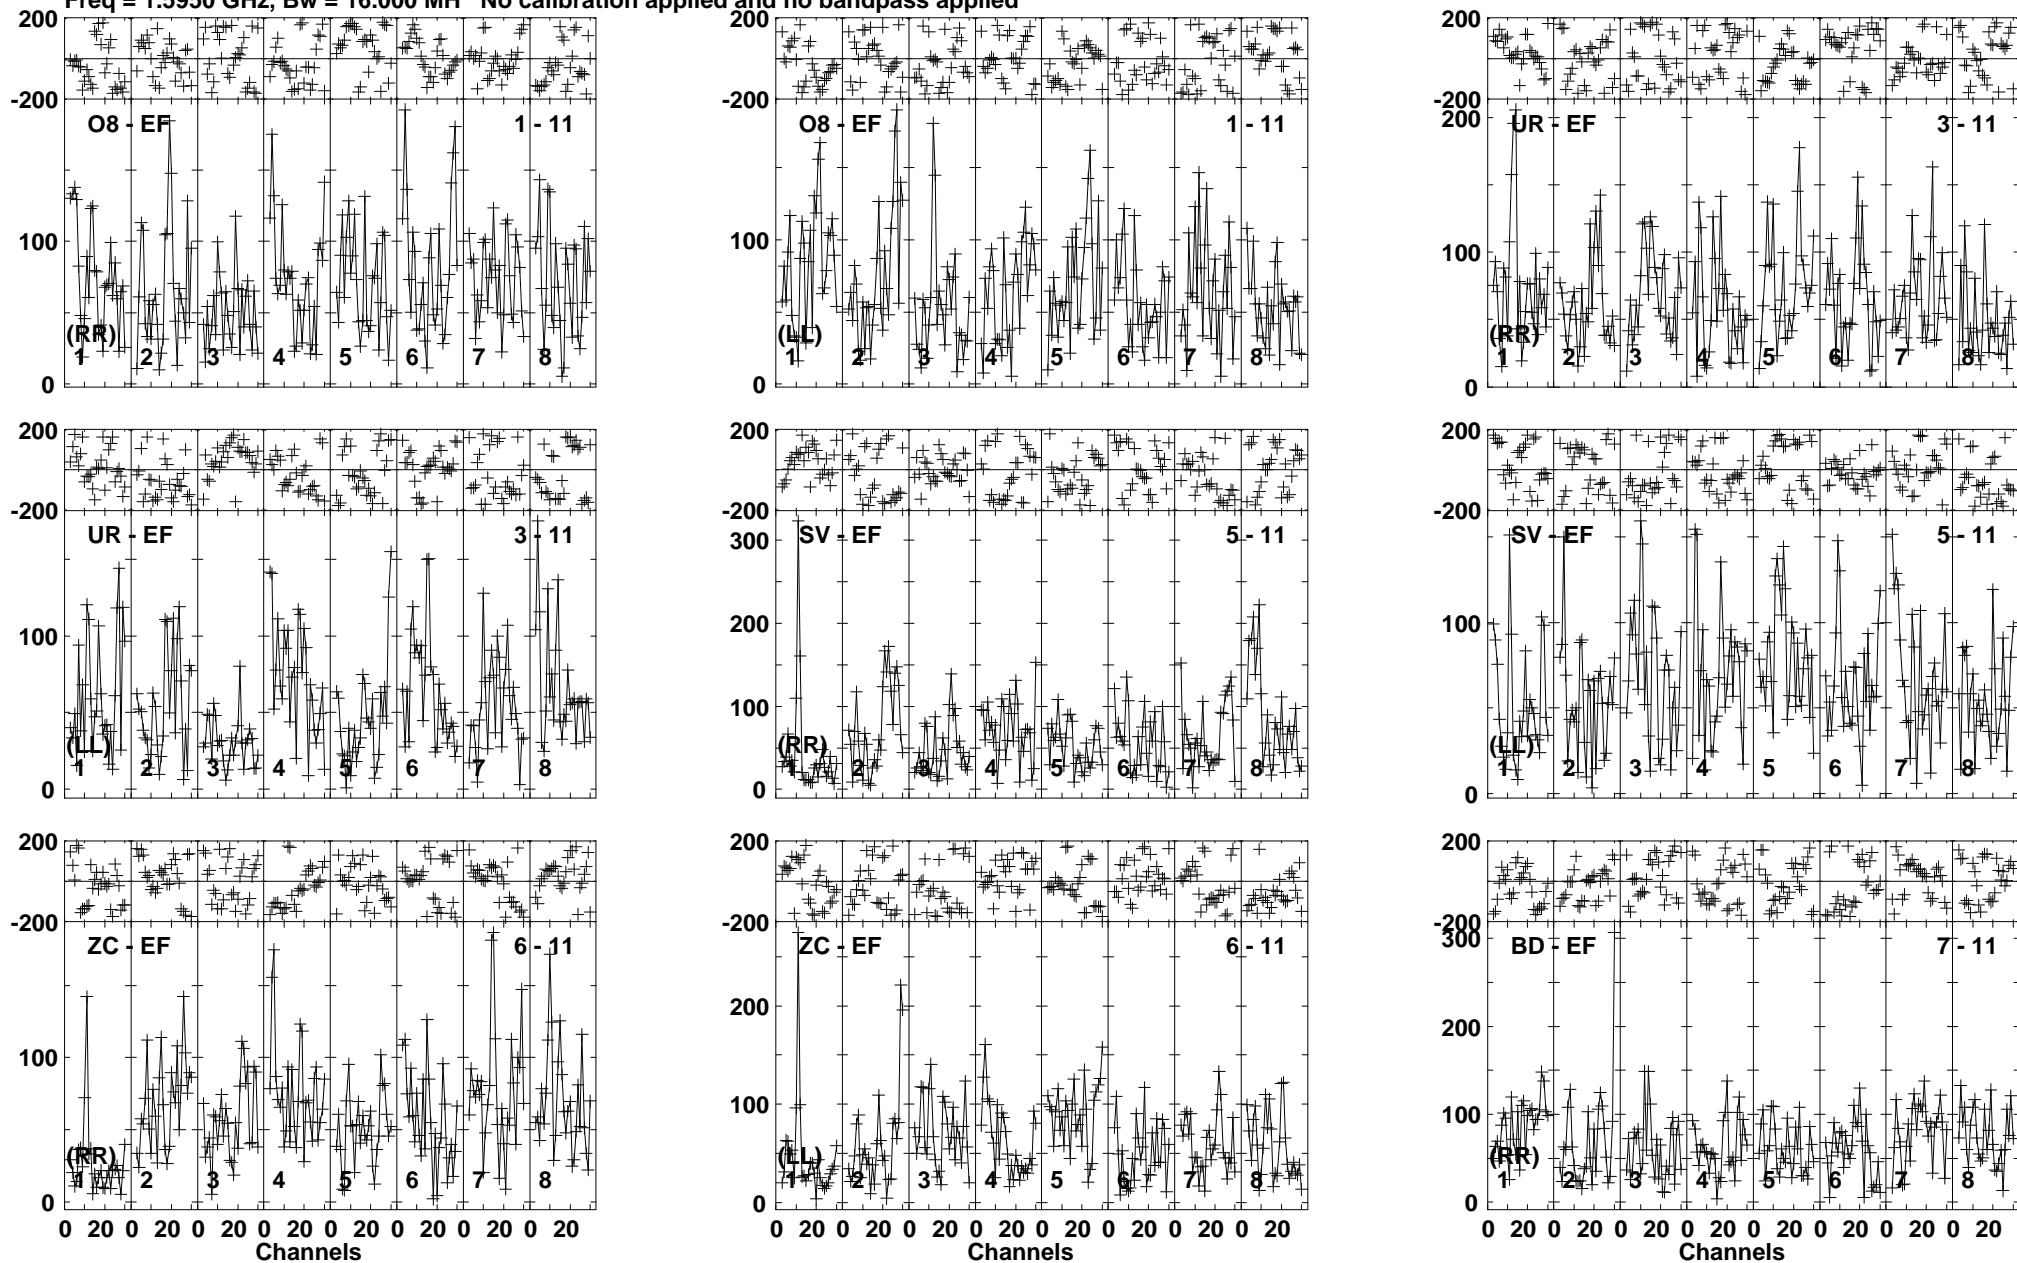 Freq = 1.5950 GHz, Bw = 16.000 MH No calibration applied and no bandpass applied
200 200 200
-200 -200 -200
O8 - EF 1 - 11 O8 - EF 1 - 11 UR - EF 3 - 11
200
100 100 100
(RR) (LL) (RR)
1 2 3 4 5 6 7 8 1 2 3 4 5 6 7 8 1 2 3 4 5 6 7 8
0 0 0
200 200 200
-200 -200 -200
UR - EF 3 - 11 SV - EF 5 - 11 SV - EF 5 - 11
300
200
100 100 100
(LL) (RR) (LL)
1 2 3 4 5 6 7 8 1 2 3 4 5 6 7 8 1 2 3 4 5 6 7 8
0 0 0
200 200 200
-200 -200 -200
ZC - EF 6 - 11 ZC - EF 6 - 11 BD - EF 7 - 11
300
200 200
100 100 100
(RR) (LL) (RR)
1 2 3 4 5 6 7 8 1 2 3 4 5 6 7 8 1 2 3 4 5 6 7 8
0 0 0
0 20 0 20 0 20 0 20 0 20 0 20 0 20 0 20 0 20 0 20 0 20 0 20 0 20 0 20 0 20 0 20 0 20 0 20 0 20 0 20 0 20 0 20 0 20 0 20
Channels Channels Channels